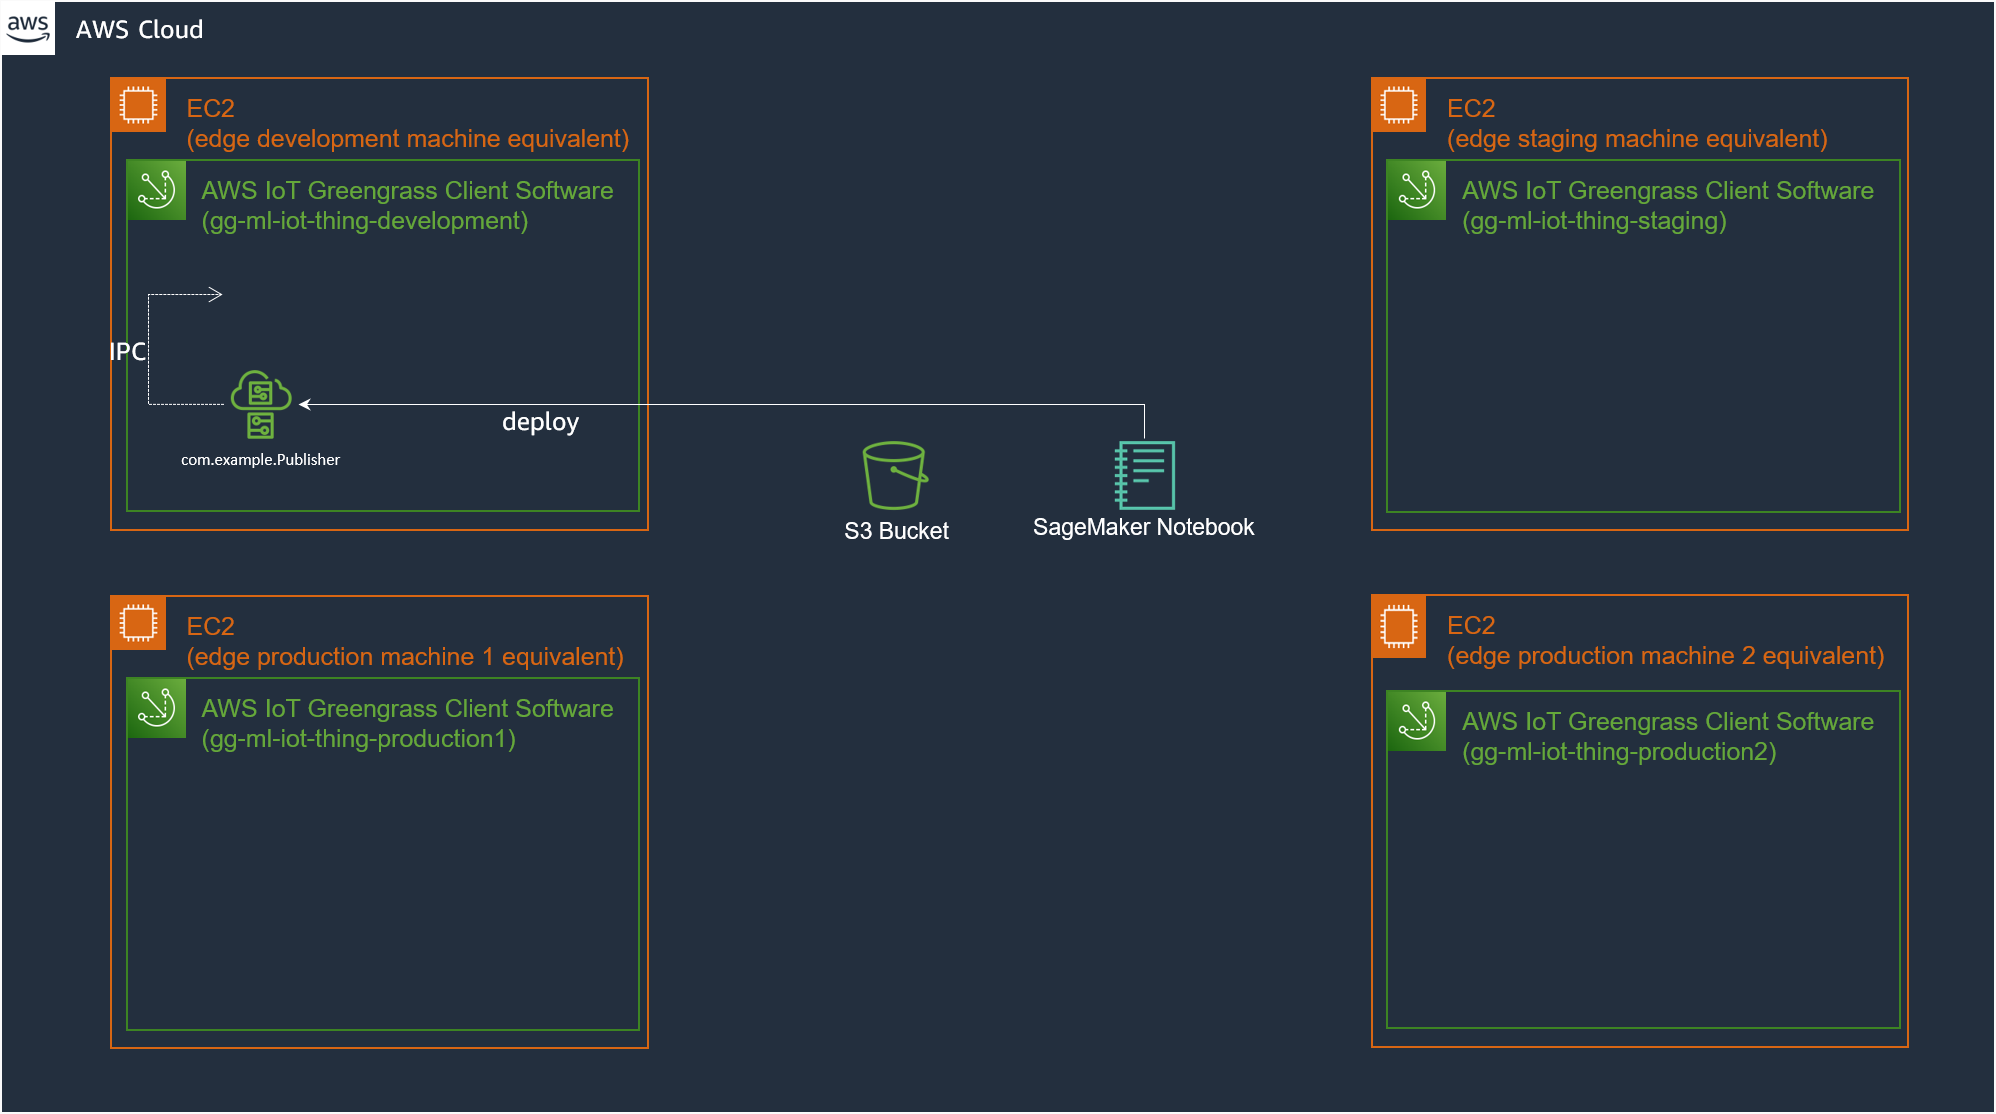 aws
AWS Cloud
EC2
(edge development machine equivalent)
AWS IoT Greengrass Client Software
(gg-ml-iot-thing-development)
IPC
deploy
com.example.Publisher
S3 Bucket
SageMaker Notebook
EC2
(edge staging machine equivalent)
AWS IoT Greengrass Client Software
(gg-ml-iot-thing-staging)
EC2
(edge production machine 1 equivalent)
AWS IoT Greengrass Client Software
(gg-ml-iot-thing-production1)
EC2
(edge production machine 2 equivalent)
AWS IoT Greengrass Client Software
(gg-ml-iot-thing-production2)